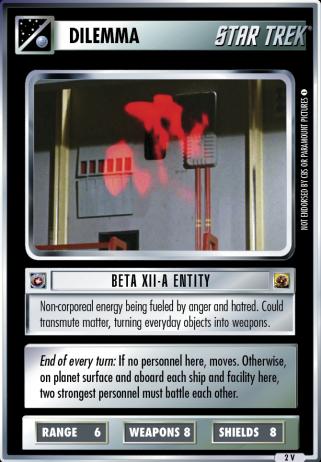 DILEMMA
STAR TREK®
NOT ENDORSED BY CBS OR PARAMOUNT PICTURES
BETA XII-A ENTITY
Non-corporeal energy being fueled by anger and hatred. Could
transmute matter, turning everyday objects into weapons.
End of every turn: If no personnel here, moves. Otherwise,
on planet surface and aboard each ship and facility here,
two strongest personnel must battle each other.
RANGE 6
WEAPONS 8
SHIELDS 8
2 V